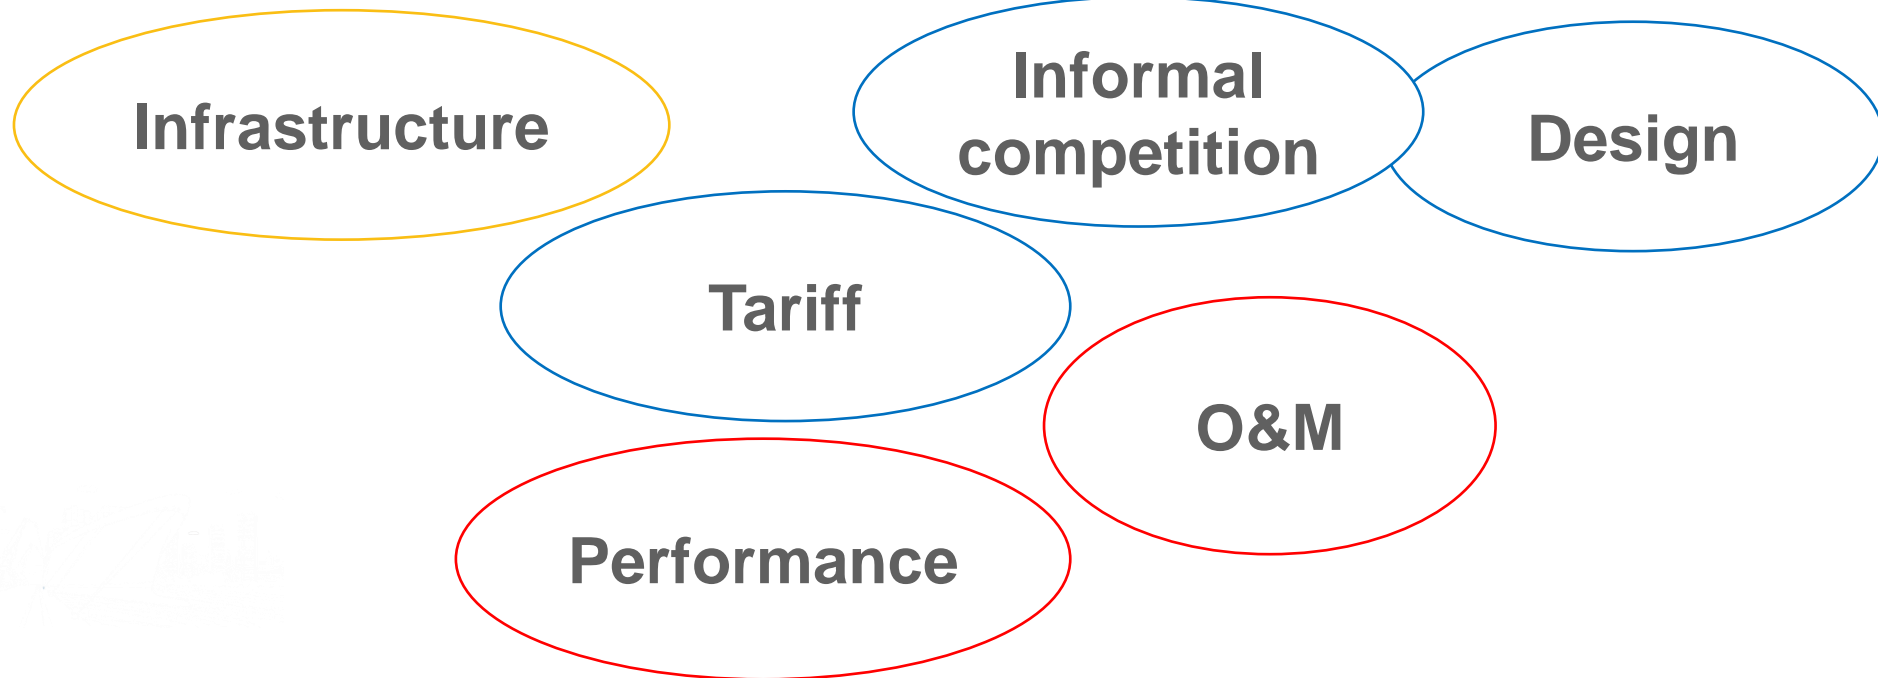 Infrastructure
Informal
competition
Design
Tariff
O&M
Performance